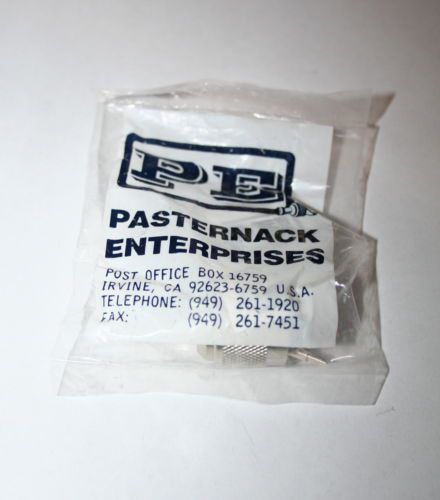 PE
PASTERNACK
ENTERPRISES
POST OFFICE BOX 16759
IRVINE, CA 92623-6759 U.S.A.
TELEPHONE: (949) 261-1920
FAX: (949) 261-7451